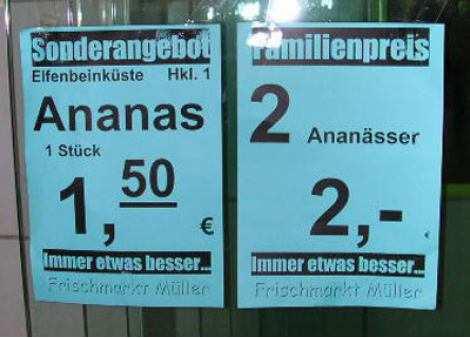 Sonderangebot
Elfenbeinküste Hkl. 1
Ananas
1 Stück
1,50
€
Immer etwas besser...
Frischmarkt Müller
Familienpreis
2 Ananässer
2,-
€
Immer etwas besser...
Frischmarkt Müller